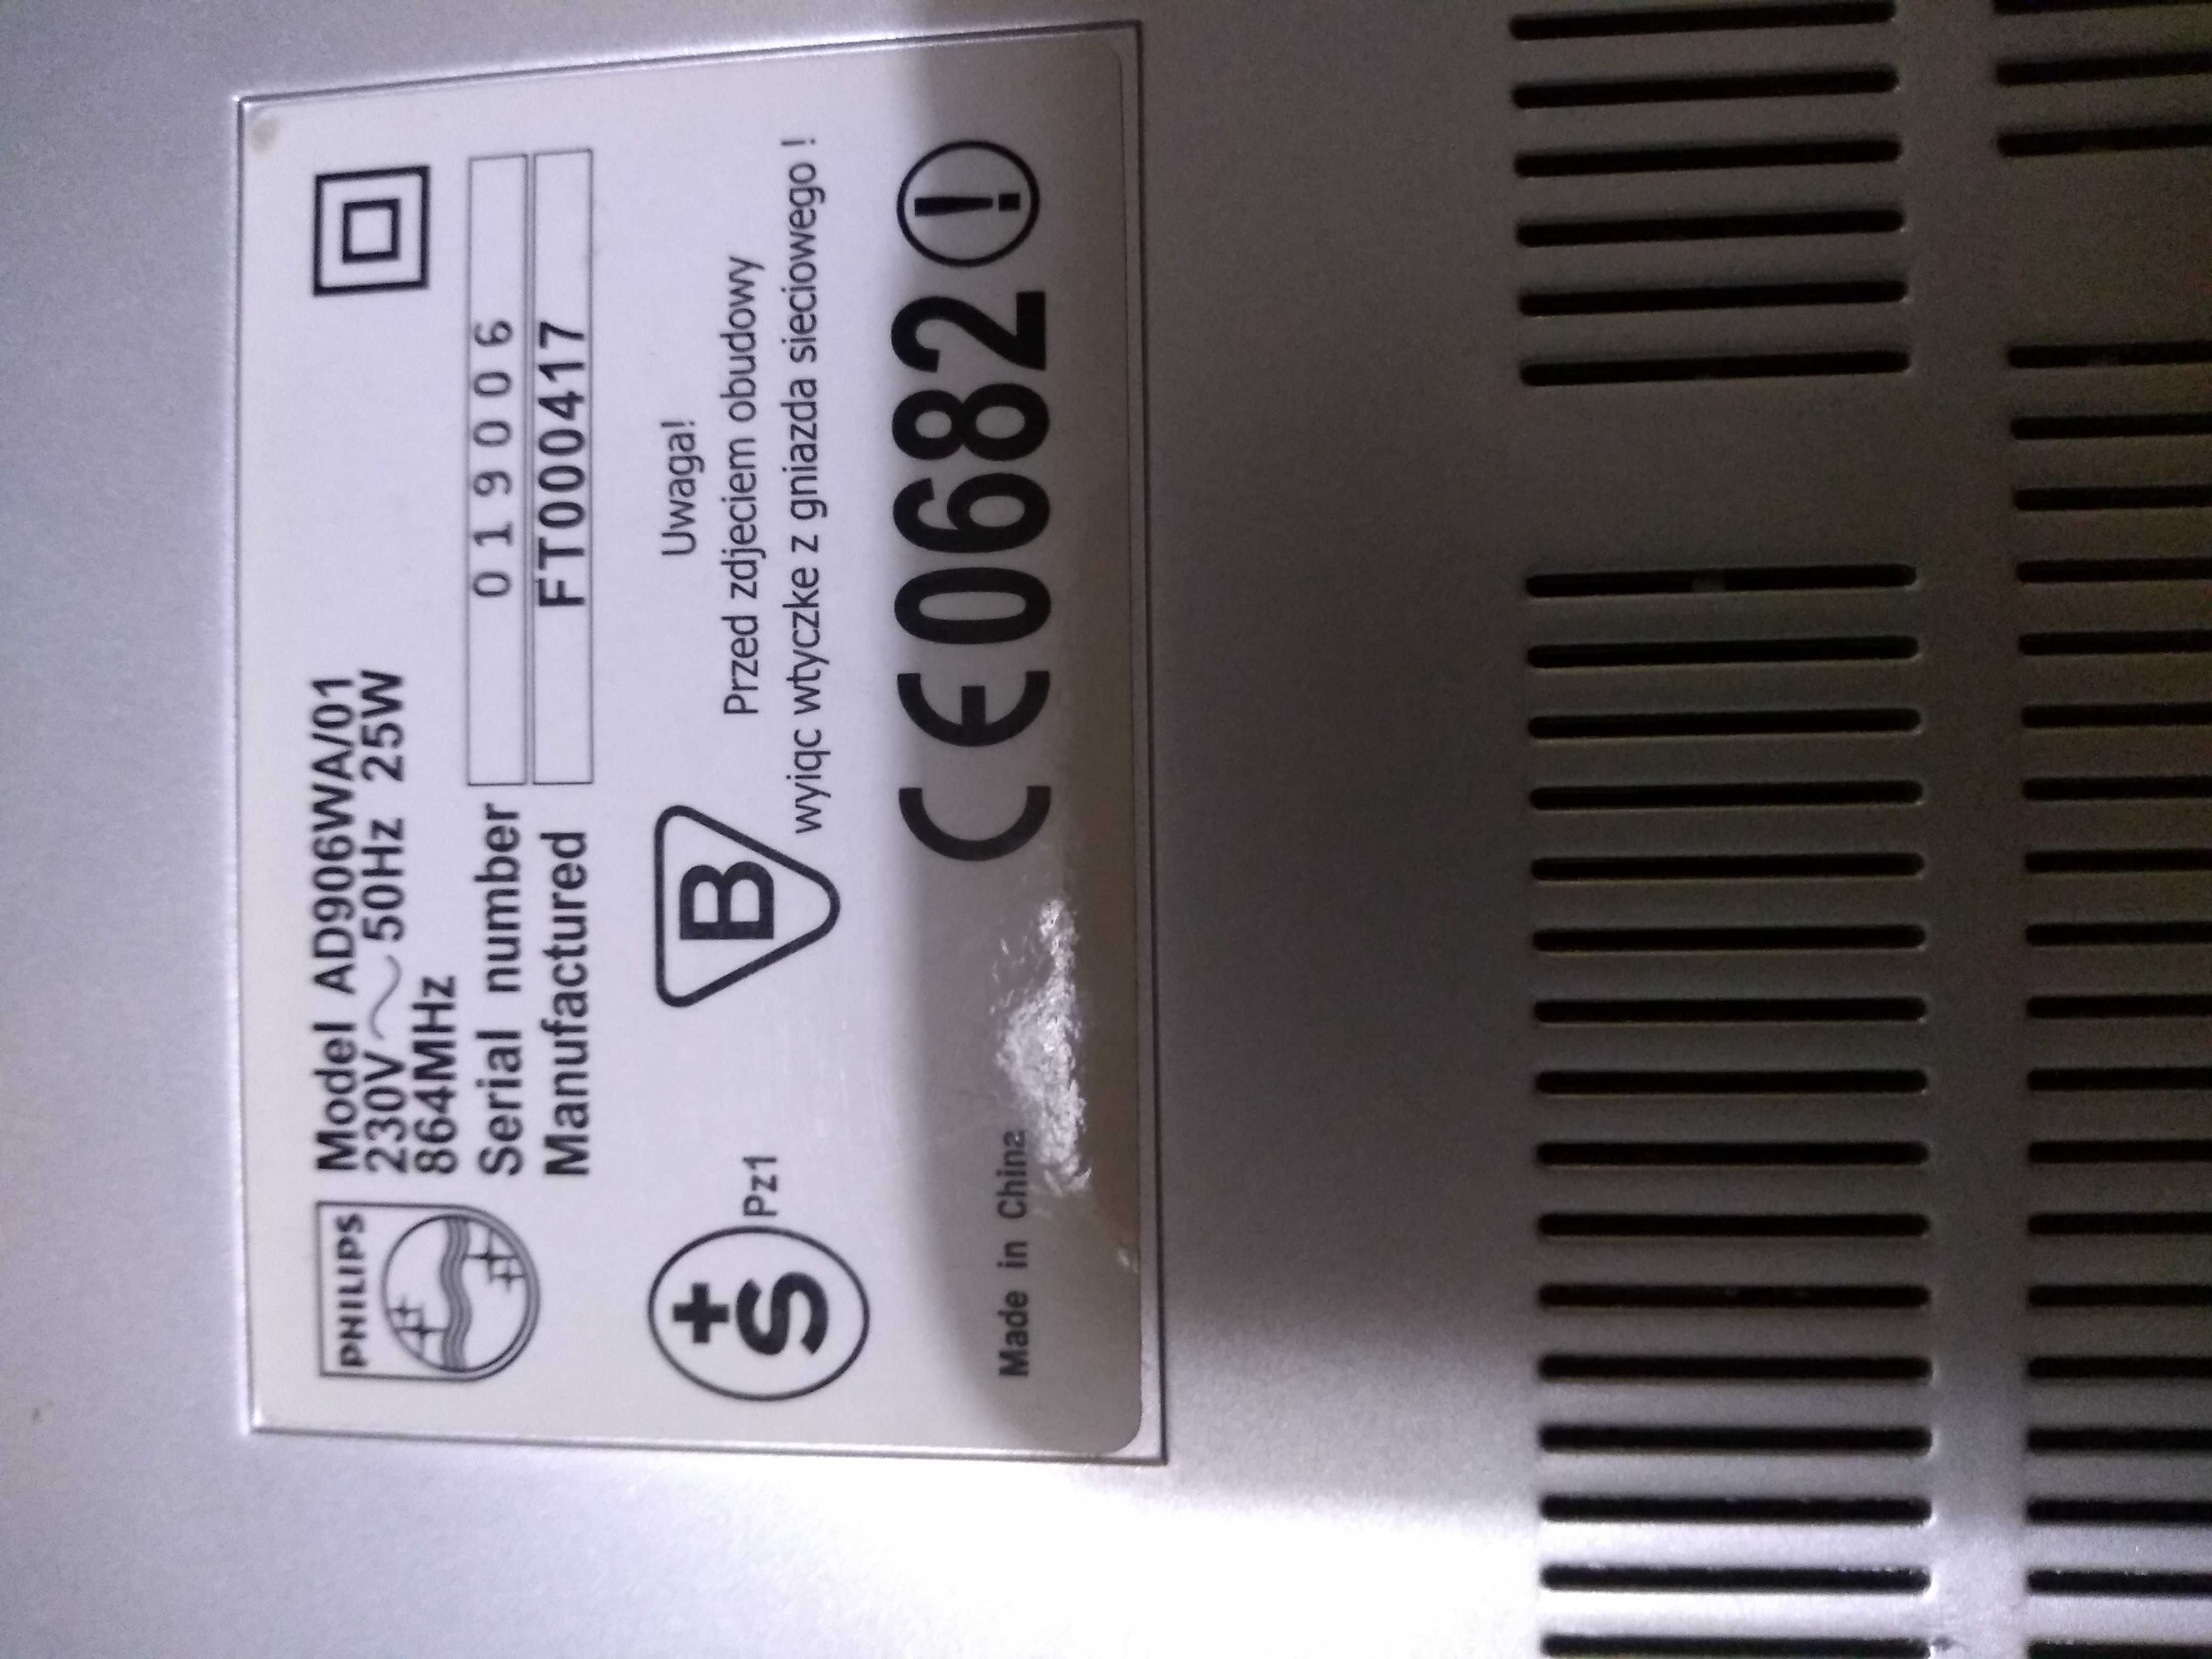 PHILIPS
Model AD906WA/01
230V~50Hz 25W
864MHz
Serial number 019006
Manufactured FT000417
S+ Pz1
B
Uwaga!
Przed zdjeciem obudowy
wyiqc wtyczke z gniazda sieciowego !
Made in China
CE0682 !